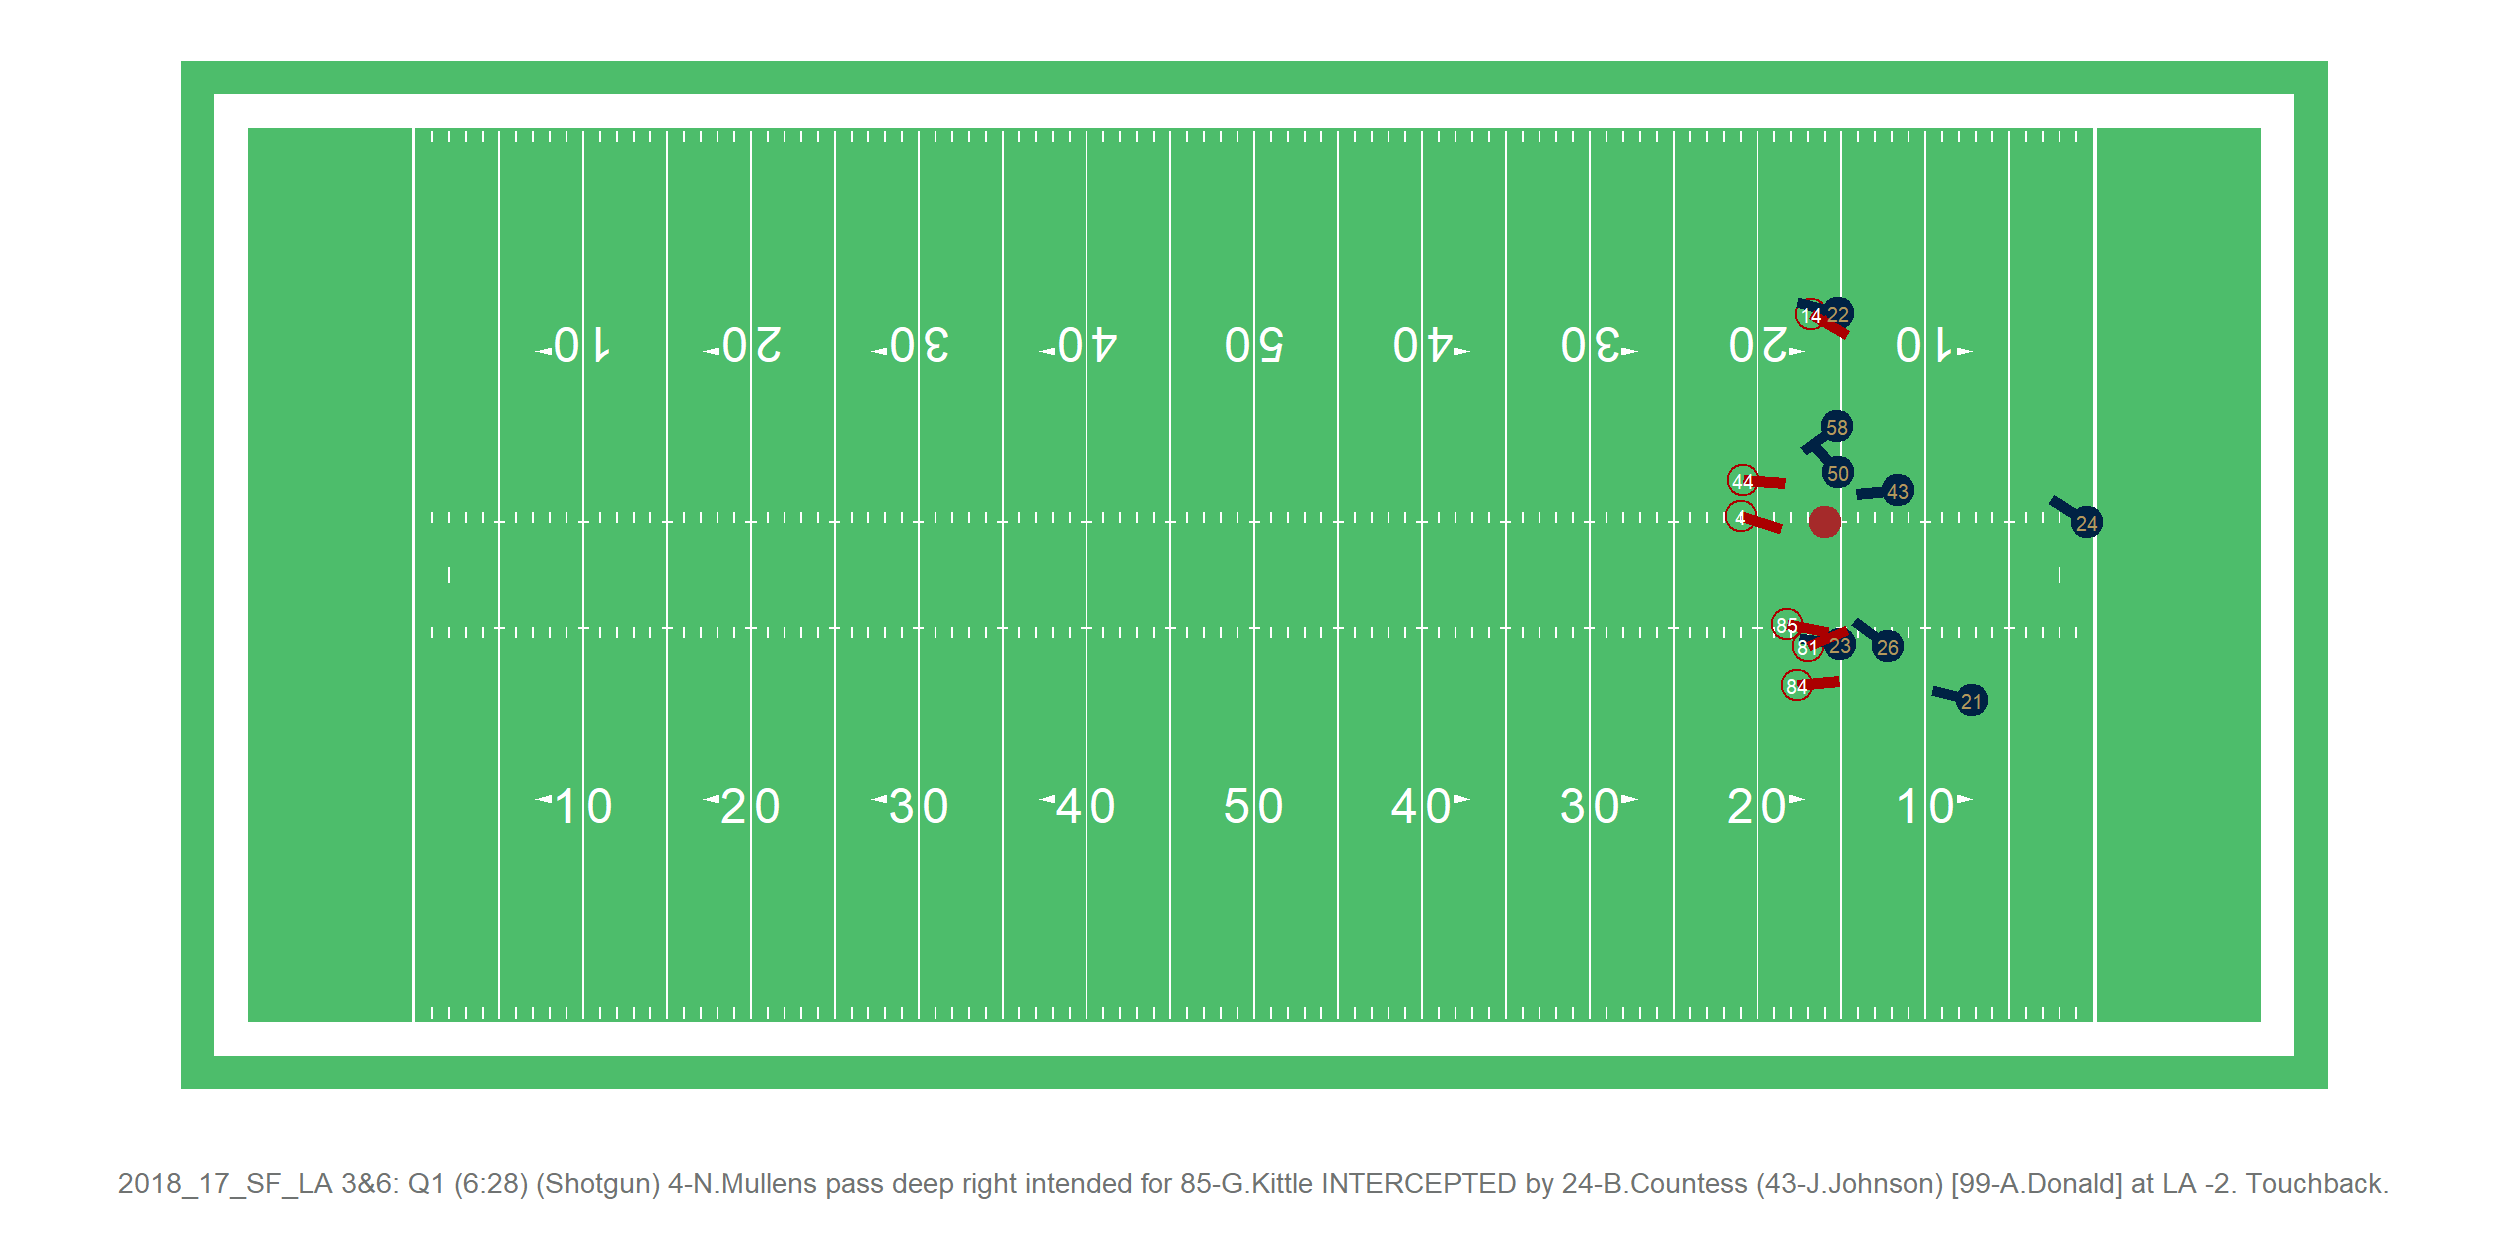 10 20 30 40 50 40 30 20 10
14 22
58
44 50 43
4 24
85 81 23 26
84 21
10 20 30 40 50 40 30 20 10
2018_17_SF_LA 3&6: Q1 (6:28) (Shotgun) 4-N.Mullens pass deep right intended for 85-G.Kittle INTERCEPTED by 24-B.Countess (43-J.Johnson) [99-A.Donald] at LA -2. Touchback.